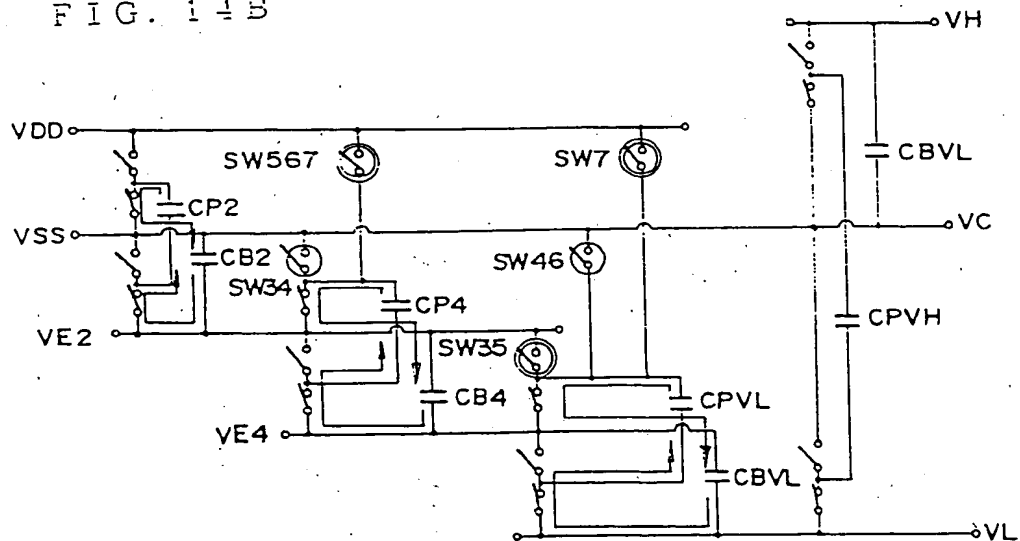 FIG. 14B
VH
VDD
SW567
SW7
CBVL
CP2
VSS
VC
CB2
SW46
SW34
CP4
CPVH
VE2
SW35
CB4
CPVL
VE4
CBVL
VL